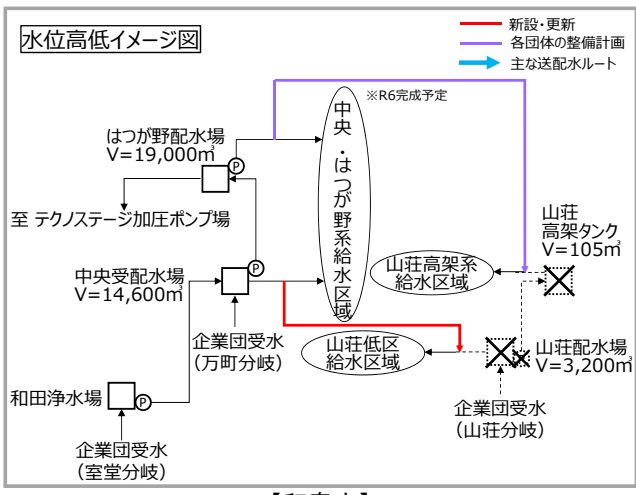 水位高低イメージ図
新設・更新
各団体の整備計画
主な送配水ルート
※R6完成予定
はつが野配水場
V=19,000㎥
P
中央・はつが野系給水区域
至 テクノステージ加圧ポンプ場
山荘
高架タンク
V=105㎥
山荘高架系
給水区域
中央受配水場
V=14,600㎥
P
企業団受水
(万町分岐)
山荘低区
給水区域
山荘配水場
V=3,200㎥
和田浄水場
P
企業団受水
(山荘分岐)
企業団受水
(室堂分岐)